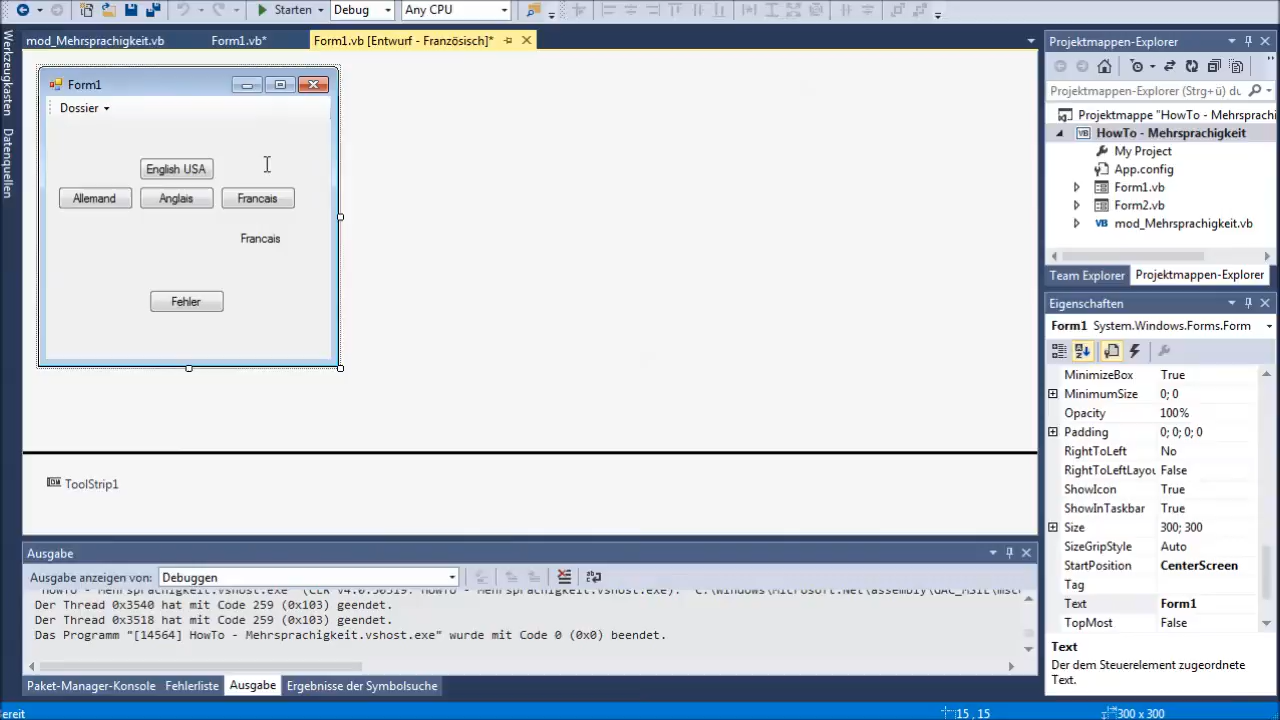 Starten Debug Any CPU
mod_Mehrsprachigkeit.vb Form1.vb* Form1.vb [Entwurf - Französisch]*
Werkzeugkasten
Datenquellen
Form1
Dossier
English USA
Allemand Anglais Francais
Francais
Fehler
ToolStrip1
Ausgabe
Ausgabe anzeigen von: Debuggen
Der Thread 0x3540 hat mit Code 259 (0x103) geendet.
Der Thread 0x3518 hat mit Code 259 (0x103) geendet.
Das Programm "[14564] HowTo - Mehrsprachigkeit.vshost.exe" wurde mit Code 0 (0x0) beendet.
Paket-Manager-Konsole Fehlerliste Ausgabe Ergebnisse der Symbolsuche
Projektmappen-Explorer
Projektmappen-Explorer (Strg+ü) du
Projektmappe "HowTo - Mehrsprachi
HowTo - Mehrsprachigkeit
My Project
App.config
Form1.vb
Form2.vb
mod_Mehrsprachigkeit.vb
Team Explorer Projektmappen-Explorer
Eigenschaften
Form1 System.Windows.Forms.Form
MinimizeBox True
MinimumSize 0; 0
Opacity 100%
Padding 0; 0; 0; 0
RightToLeft No
RightToLeftLayou False
ShowIcon True
ShowInTaskbar True
Size 300; 300
SizeGripStyle Auto
StartPosition CenterScreen
Tag
Text Form1
TopMost False
Text
Der dem Steuerelement zugeordnete
Text.
ereit 15 , 15 300 x 300